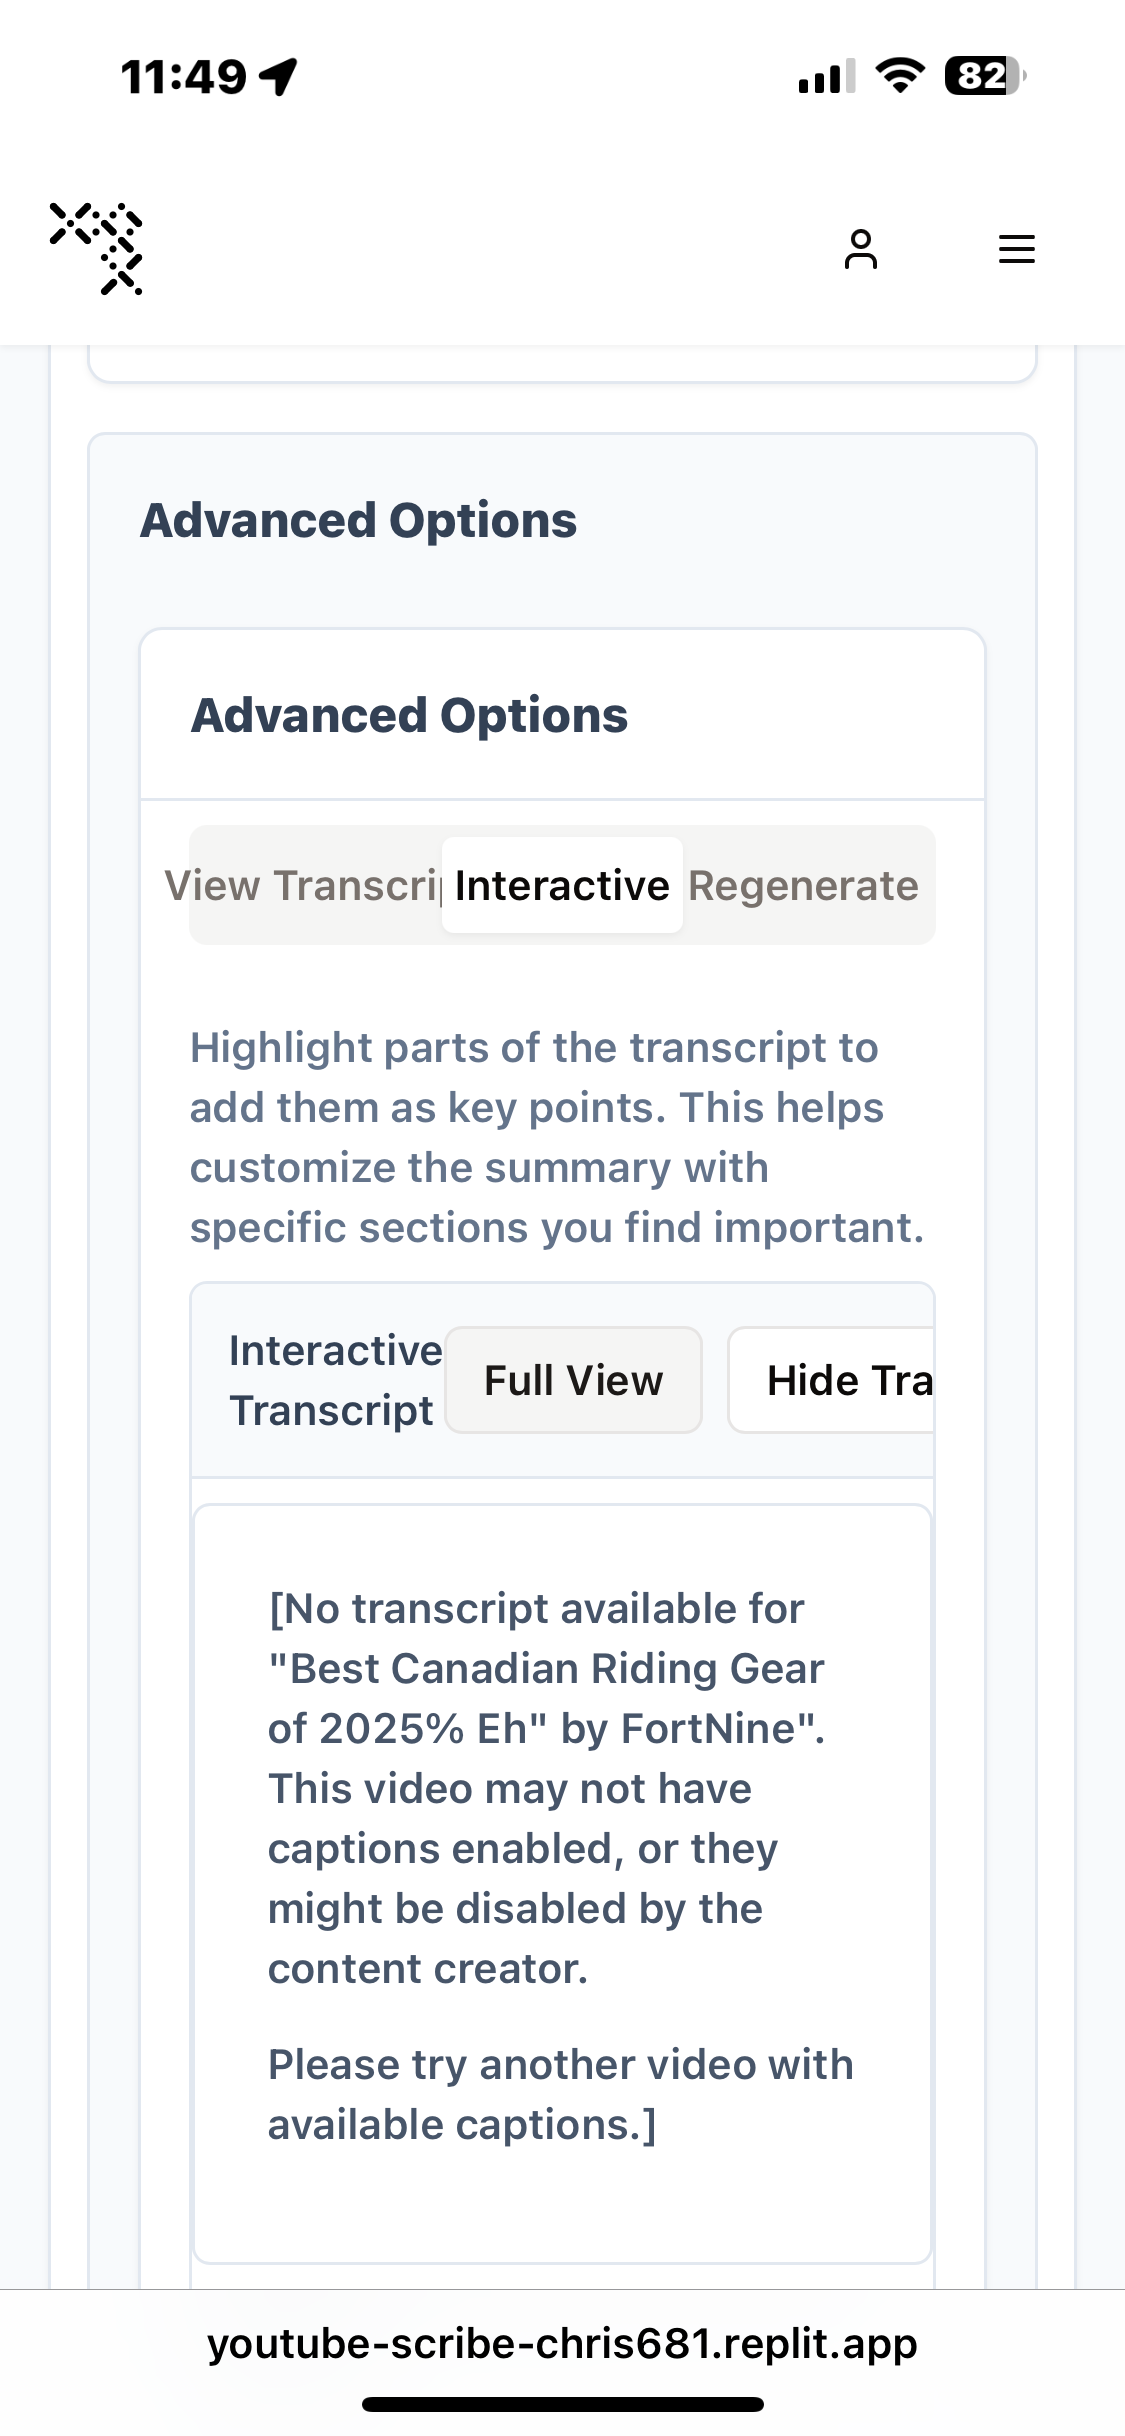 11:49
82
Advanced Options
Advanced Options
View Transcrip Interactive Regenerate
Highlight parts of the transcript to
add them as key points. This helps
customize the summary with
specific sections you find important.
Interactive
Transcript
Full View
Hide Tra
[No transcript available for
"Best Canadian Riding Gear
of 2025% Eh" by FortNine".
This video may not have
captions enabled, or they
might be disabled by the
content creator.
Please try another video with
available captions.]
youtube-scribe-chris681.replit.app